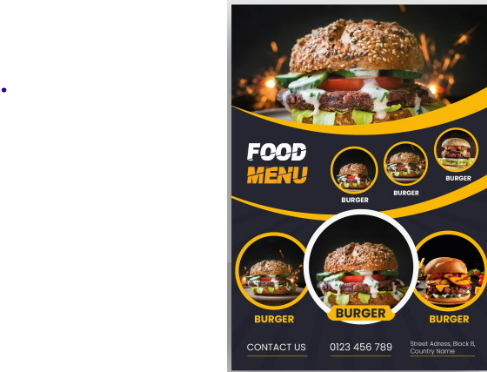 FOOD
MENU
BURGER
BURGER
BURGER
BURGER
BURGER
BURGER
CONTACT US
0123 456 789
Street Adress, Block B,
Country Name